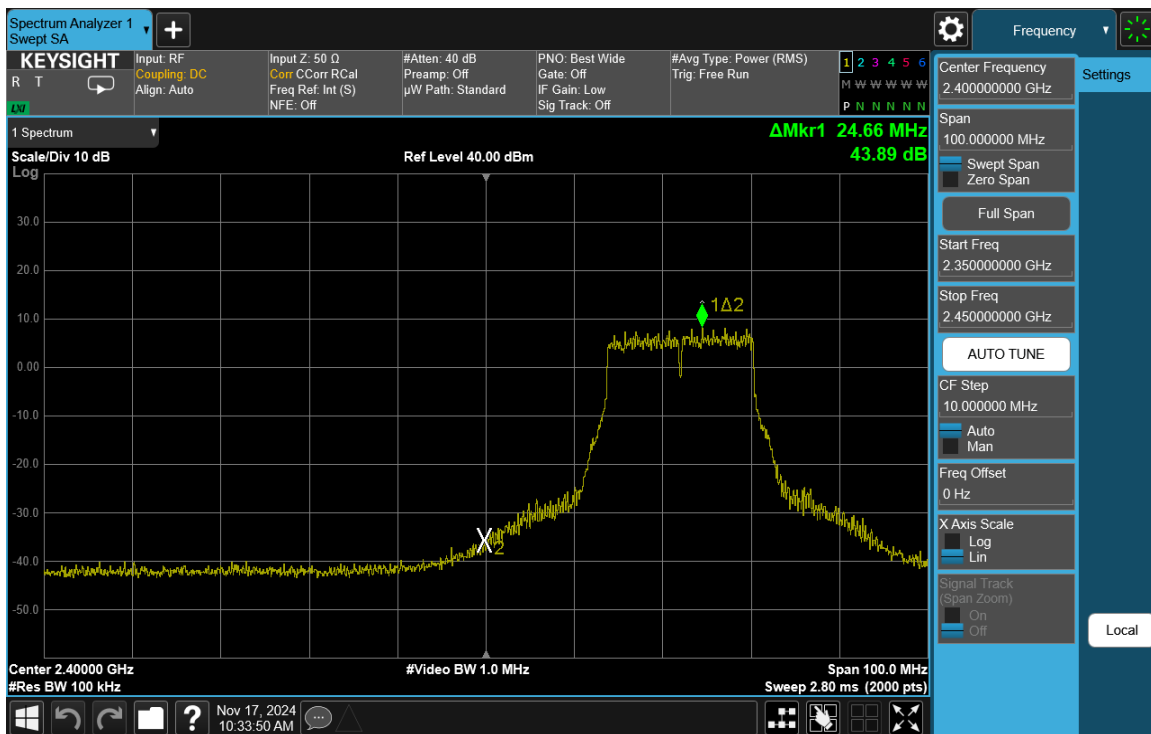 Spectrum Analyzer 1
Swept SA
+
Frequency
KEYSIGHT
R T
LXI
Input: RF
Coupling: DC
Align: Auto
Input Z: 50 Ω
Corr CCorr RCal
Freq Ref: Int (S)
NFE: Off
#Atten: 40 dB
Preamp: Off
µW Path: Standard
PNO: Best Wide
Gate: Off
IF Gain: Low
Sig Track: Off
#Avg Type: Power (RMS)
Trig: Free Run
1 2 3 4 5 6
M W W W W W
P N N N N N
1 Spectrum
ΔMkr1 24.66 MHz
43.89 dB
Scale/Div 10 dB
Ref Level 40.00 dBm
Log
30.0
20.0
10.0
0.00
-10.0
-20.0
-30.0
-40.0
-50.0
1Δ2
X2
Center 2.40000 GHz
#Video BW 1.0 MHz
Span 100.0 MHz
#Res BW 100 kHz
Sweep 2.80 ms (2000 pts)
?
Nov 17, 2024
10:33:50 AM
Center Frequency
2.400000000 GHz
Span
100.000000 MHz
Swept Span
Zero Span
Full Span
Start Freq
2.350000000 GHz
Stop Freq
2.450000000 GHz
AUTO TUNE
CF Step
10.000000 MHz
Auto
Man
Freq Offset
0 Hz
X Axis Scale
Log
Lin
Signal Track
(Span Zoom)
On
Off
Settings
Local